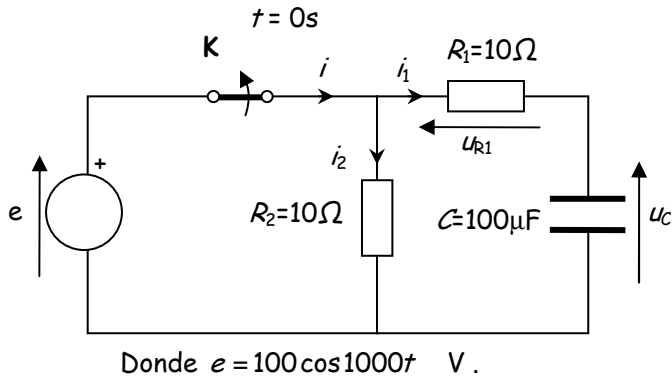 t = 0s
K
i
i₁
R₁=10Ω
uR1
+
i₂
e
R₂=10Ω
C=100μF
uC
Donde e = 100 cos1000t V .